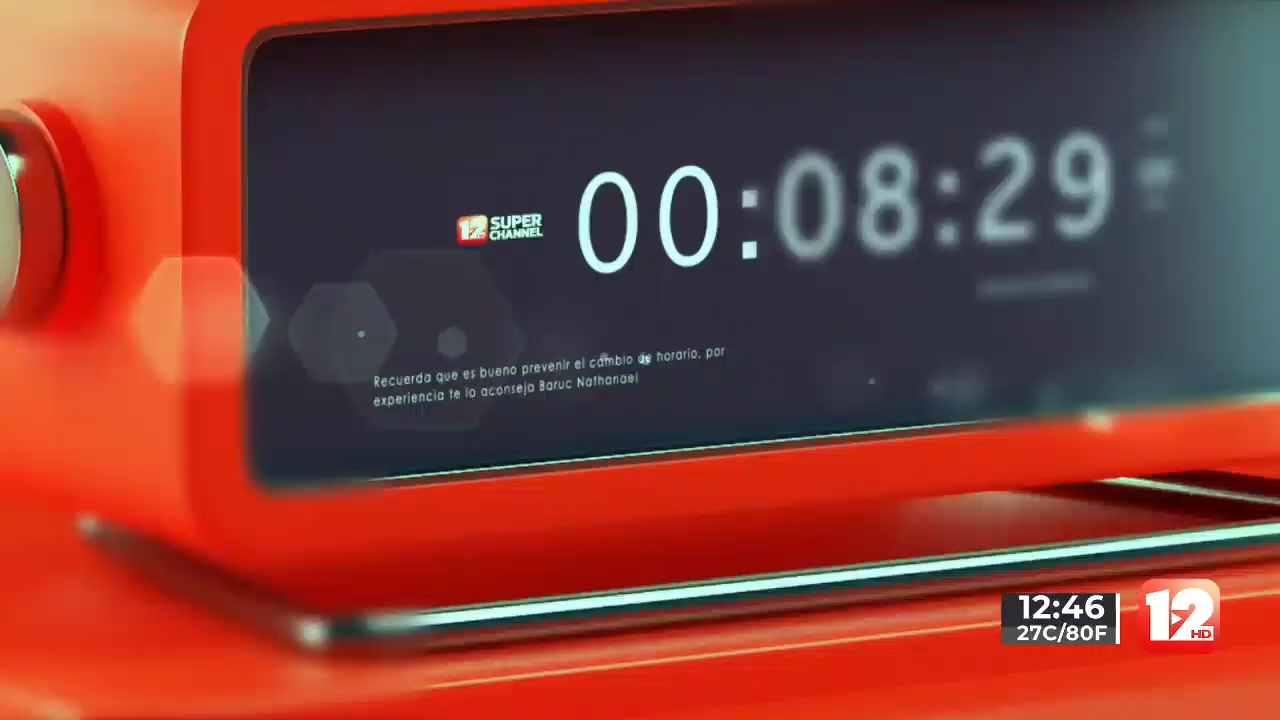 12 SUPER
CHANNEL
00:08:29
Recuerda que es bueno prevenir el cambio de horario, por
experiencia te lo aconseja Baruc Nathanael
12:46
27C/80F
12
HD